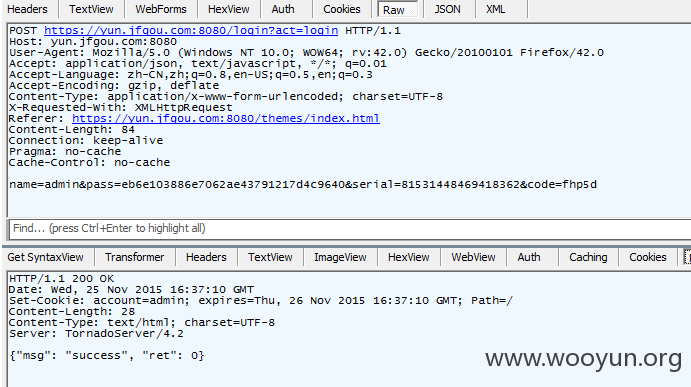 Headers TextView WebForms HexView Auth Cookies Raw JSON XML
POST https://yun.jfgou.com:8080/login?act=login HTTP/1.1
Host: yun.jfgou.com:8080
User-Agent: Mozilla/5.0 (Windows NT 10.0; WOW64; rv:42.0) Gecko/20100101 Firefox/42.0
Accept: application/json, text/javascript, */*; q=0.01
Accept-Language: zh-CN,zh;q=0.8,en-US;q=0.5,en;q=0.3
Accept-Encoding: gzip, deflate
Content-Type: application/x-www-form-urlencoded; charset=UTF-8
X-Requested-With: XMLHttpRequest
Referer: https://yun.jfgou.com:8080/themes/index.html
Content-Length: 84
Connection: keep-alive
Pragma: no-cache
Cache-Control: no-cache
name=admin&pass=eb6e103886e7062ae43791217d4c9640&serial=81531448469418362&code=fhp5d
Find... (press Ctrl+Enter to highlight all)
Get SyntaxView Transformer Headers TextView ImageView HexView WebView Auth Caching Cookies
HTTP/1.1 200 OK
Date: Wed, 25 Nov 2015 16:37:10 GMT
Set-Cookie: account=admin; expires=Thu, 26 Nov 2015 16:37:10 GMT; Path=/
Content-Length: 28
Content-Type: text/html; charset=UTF-8
Server: TornadoServer/4.2
{"msg": "success", "ret": 0}
www.wooyun.org